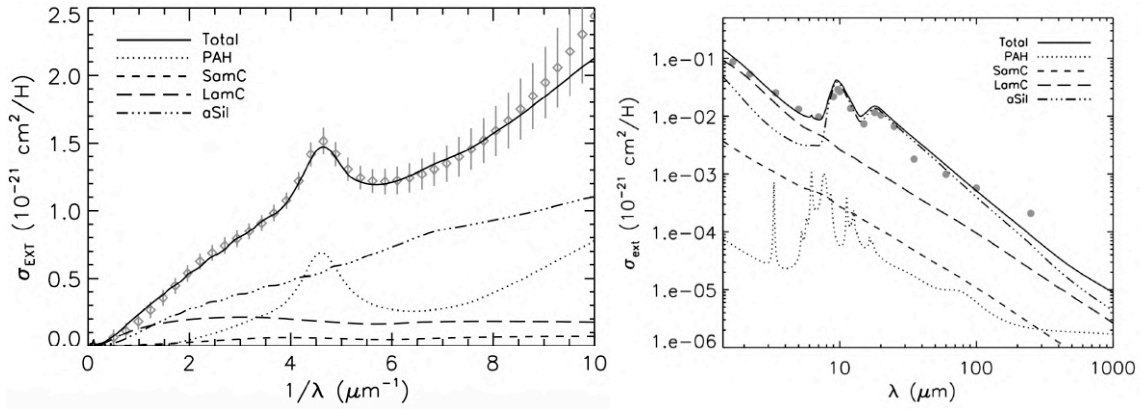 2.5
2.0
1.5
1.0
0.5
0.0
σEXT (10⁻²¹ cm²/H)
Total
PAH
SamC
LamC
aSil
0 2 4 6 8 10
1/λ (μm⁻¹)
1.e−01
1.e−02
1.e−03
1.e−04
1.e−05
1.e−06
σext (10⁻²¹ cm²/H)
Total
PAH
SamC
LamC
aSil
10 100 1000
λ (μm)